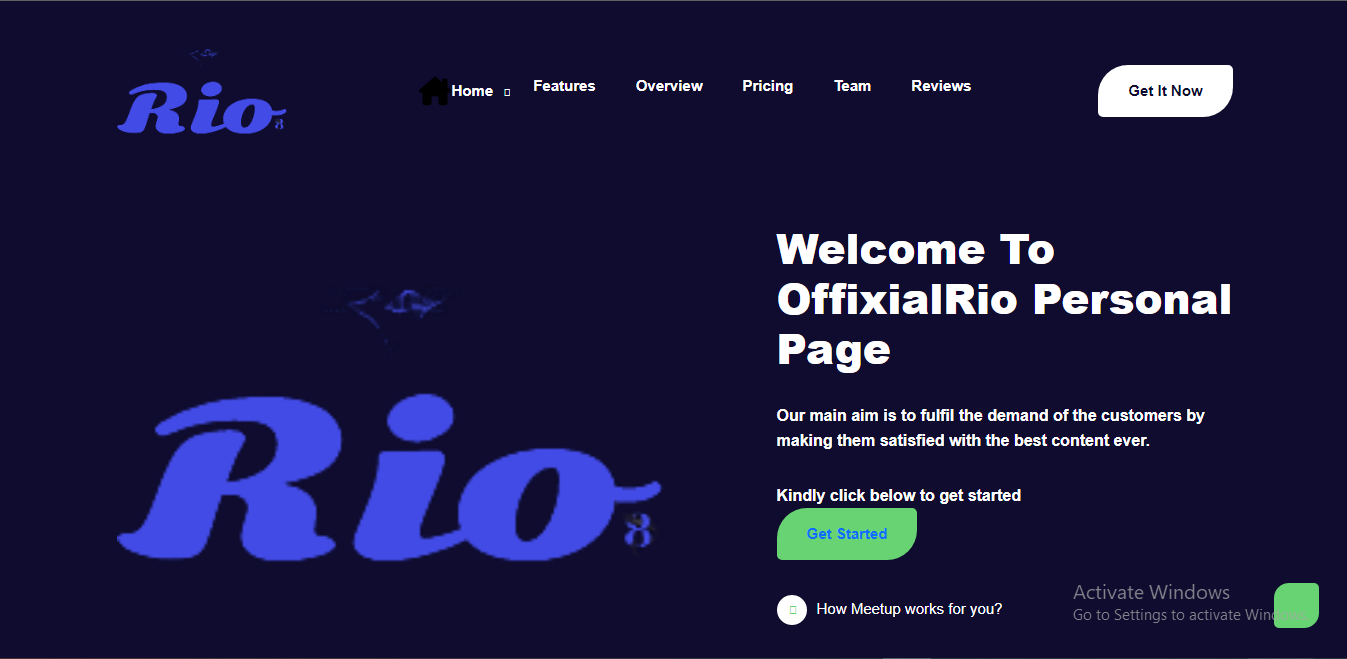 Rio
8
Home
Features
Overview
Pricing
Team
Reviews
Get It Now
Welcome To
OffixialRio Personal
Page
Rio
8
Our main aim is to fulfil the demand of the customers by
making them satisfied with the best content ever.
Kindly click below to get started
Get Started
How Meetup works for you?
Activate Windows
Go to Settings to activate Windows.